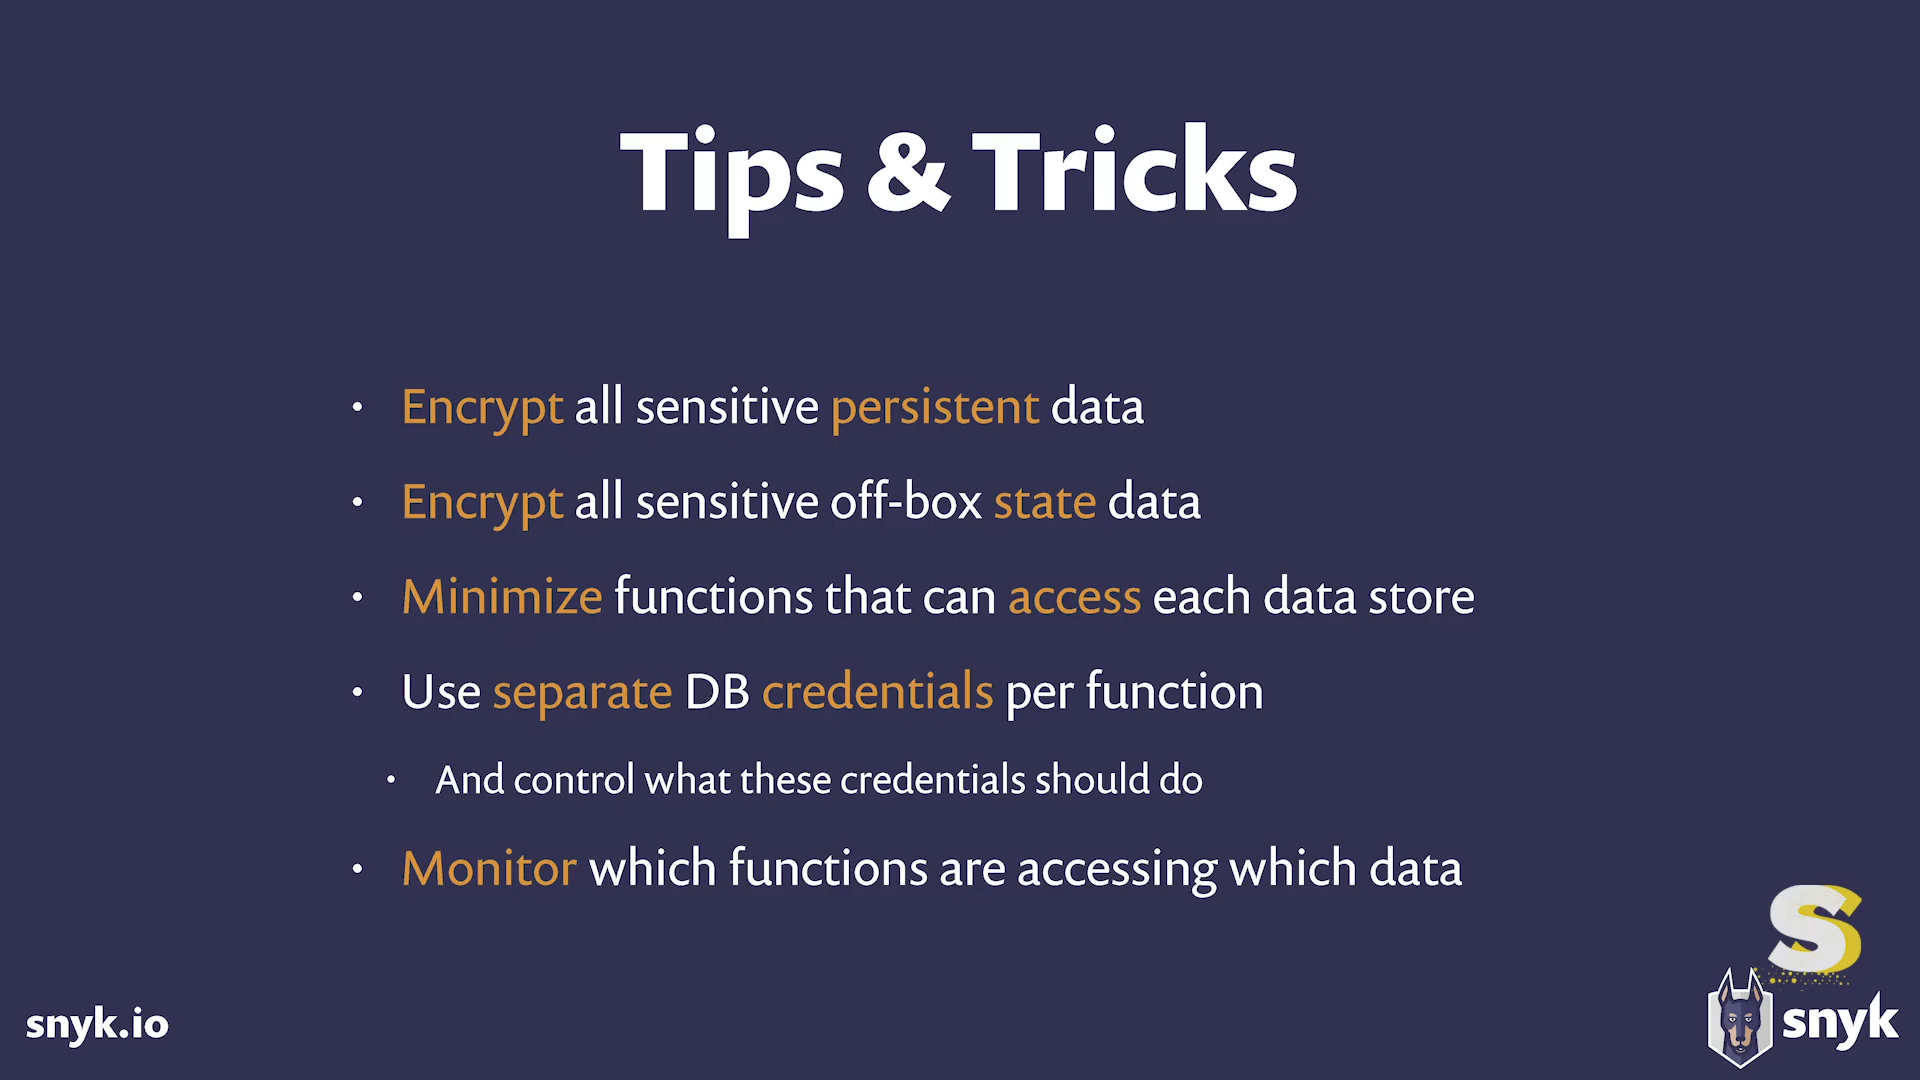 Tips & Tricks
• Encrypt all sensitive persistent data
• Encrypt all sensitive off-box state data
• Minimize functions that can access each data store
• Use separate DB credentials per function
• And control what these credentials should do
• Monitor which functions are accessing which data
S
snyk.io
snyk